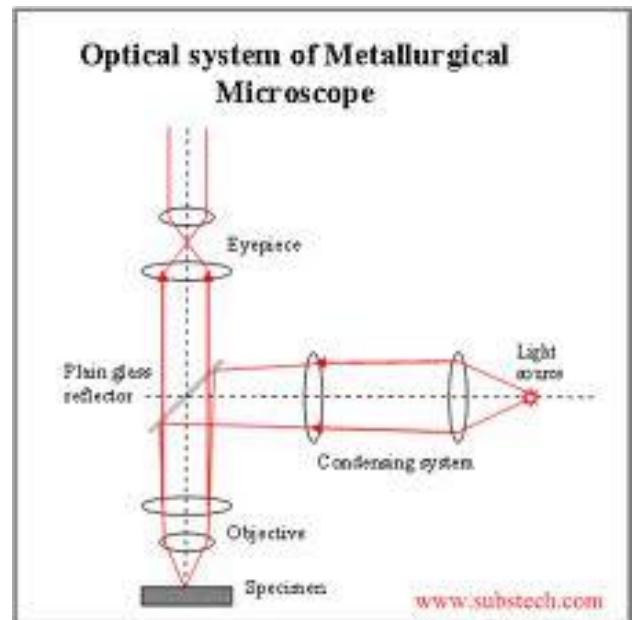 Optical system of Metallurgical
Microscope
Eyepiece
Plain glass
reflector
Light
source
Condensing system
Objective
Specimen
www.substech.com